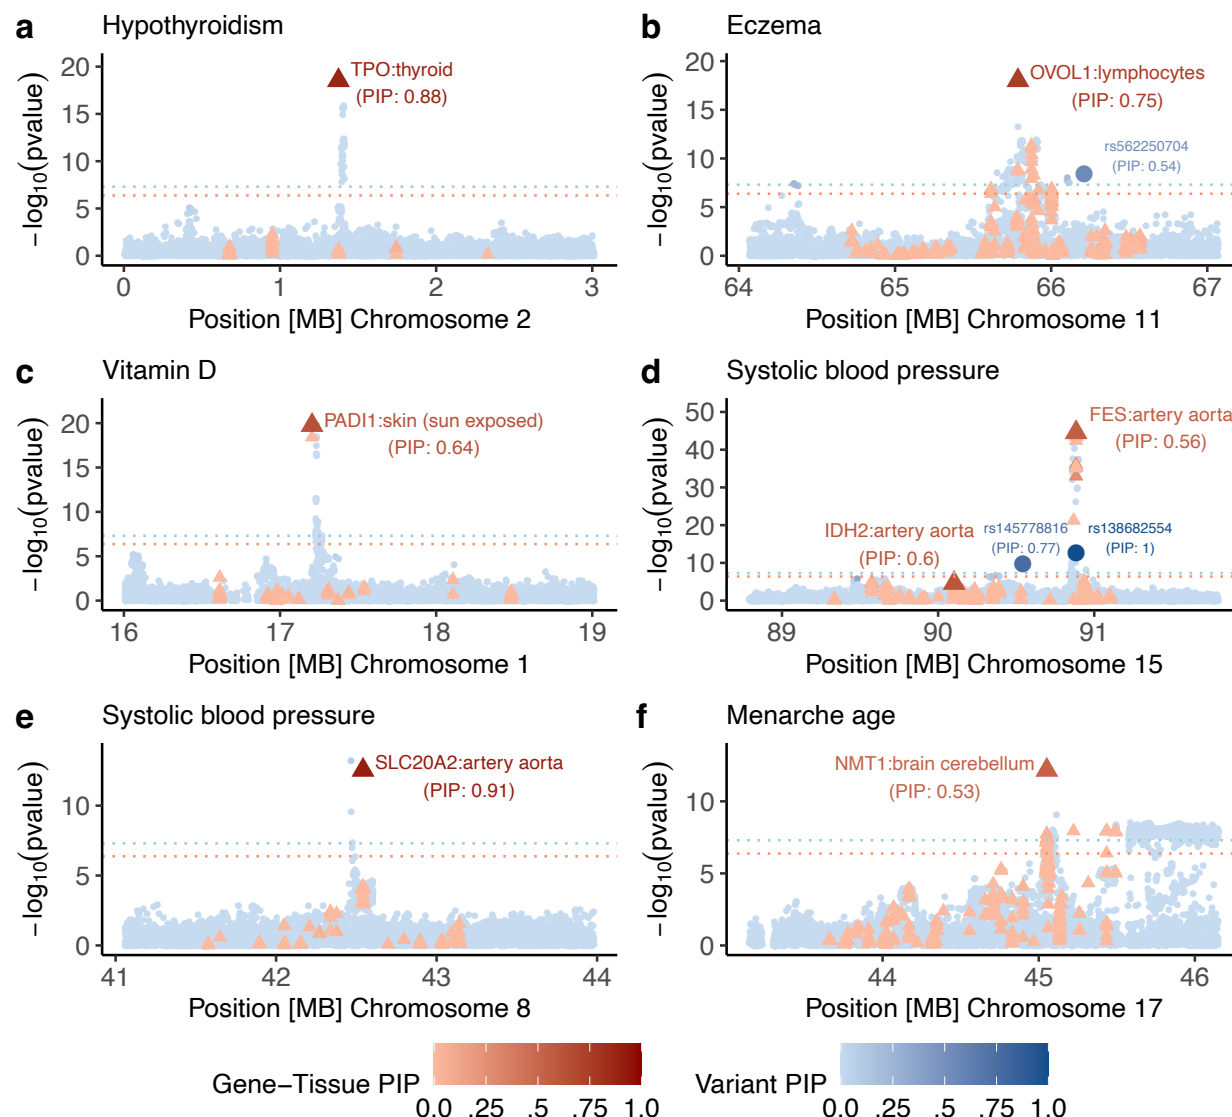 a Hypothyroidism
−log10(pvalue)
20
15
10
5
0
TPO:thyroid
(PIP: 0.88)
0 1 2 3
Position [MB] Chromosome 2
b Eczema
−log10(pvalue)
20
15
10
5
0
OVOL1:lymphocytes
(PIP: 0.75)
rs562250704
(PIP: 0.54)
64 65 66 67
Position [MB] Chromosome 11
c Vitamin D
−log10(pvalue)
20
15
10
5
0
PADI1:skin (sun exposed)
(PIP: 0.64)
16 17 18 19
Position [MB] Chromosome 1
d Systolic blood pressure
−log10(pvalue)
50
40
30
20
10
0
FES:artery aorta
(PIP: 0.56)
IDH2:artery aorta
(PIP: 0.6)
rs145778816
(PIP: 0.77)
rs138682554
(PIP: 1)
89 90 91
Position [MB] Chromosome 15
e Systolic blood pressure
−log10(pvalue)
10
5
0
SLC20A2:artery aorta
(PIP: 0.91)
41 42 43 44
Position [MB] Chromosome 8
f Menarche age
−log10(pvalue)
10
5
0
NMT1:brain cerebellum
(PIP: 0.53)
44 45 46
Position [MB] Chromosome 17
Gene−Tissue PIP
0.0 .25 .5 .75 1.0
Variant PIP
0.0 .25 .5 .75 1.0